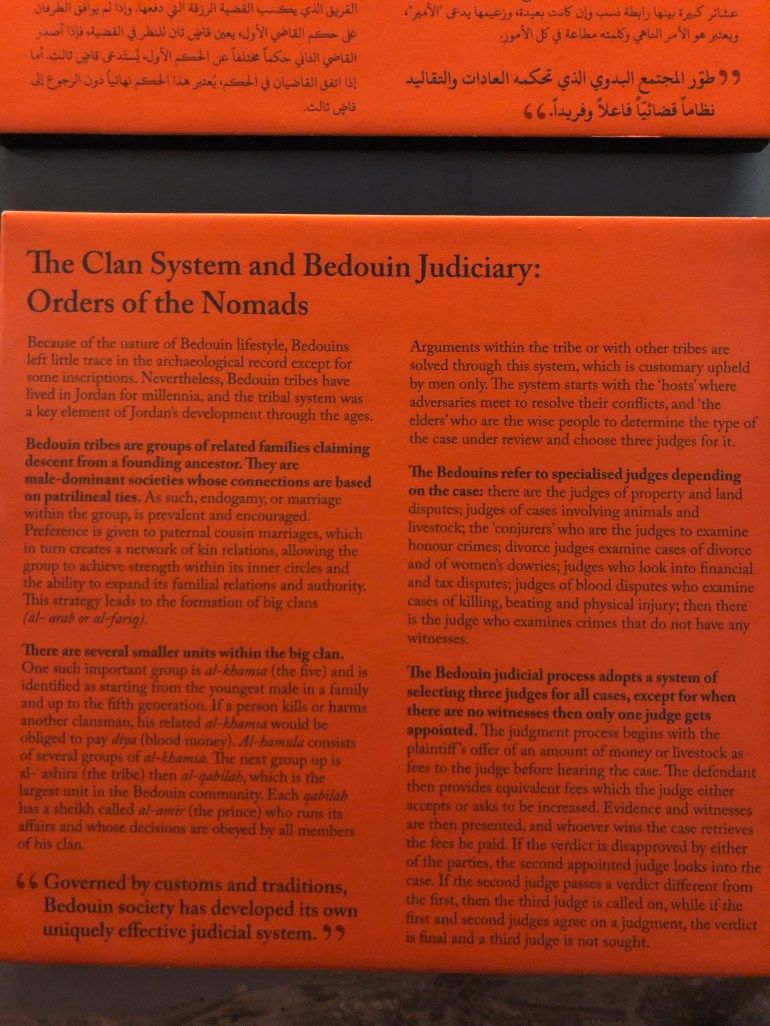 عشائر كبيرة بينها رابطة نسب وإن كانت بعيدة، وزعيمها يدعى "الأمير"،
ويعتبر هو الأمر الناهي وكلمته مطاعة في كل الأمور.
طوّر المجتمع البدوي الذي تحكمه العادات والتقاليد
نظاماً قضائيّاً فاعلاً وفريداً.
الفريق الذي يكسب القضية الرزقة التي دفعها. وإذا لم يوافق الطرفان
على حكم القاضي الأول، يعين قاضٍ ثان للنظر في القضية، فإذا أصدر
القاضي الثاني حكماً مختلفاً عن الحكم الأول، يُستدعى قاضٍ ثالث. أما
إذا اتفق القاضيان في الحكم، يُعتبر هذا الحكم نهائياً دون الرجوع إلى
قاضٍ ثالث.
The Clan System and Bedouin Judiciary:
Orders of the Nomads
Because of the nature of Bedouin lifestyle, Bedouins
left little trace in the archaeological record except for
some inscriptions. Nevertheless, Bedouin tribes have
lived in Jordan for millennia, and the tribal system was
a key element of Jordan's development through the ages.
Bedouin tribes are groups of related families claiming
descent from a founding ancestor. They are
male-dominant societies whose connections are based
on patrilineal ties. As such, endogamy, or marriage
within the group, is prevalent and encouraged.
Preference is given to paternal cousin marriages, which
in turn creates a network of kin relations, allowing the
group to achieve strength within its inner circles and
the ability to expand its familial relations and authority.
This strategy leads to the formation of big clans
(al-`arab or al-fariq).
There are several smaller units within the big clan.
One such important group is al-khamsa (the five) and is
identified as starting from the youngest male in a family
and up to the fifth generation. If a person kills or harms
another clansman, his related al-khamsa would be
obliged to pay diya (blood money). Al-hamula consists
of several groups of al-khamsa. The next group up is
al-`ashira (the tribe) then al-qabilah, which is the
largest unit in the Bedouin community. Each qabilah
has a sheikh called al-amir (the prince) who runs its
affairs and whose decisions are obeyed by all members
of his clan.
“ Governed by customs and traditions,
Bedouin society has developed its own
uniquely effective judicial system. ”
Arguments within the tribe or with other tribes are
solved through this system, which is customary upheld
by men only. The system starts with the ‘hosts’ where
adversaries meet to resolve their conflicts, and ‘the
elders’ who are the wise people to determine the type of
the case under review and choose three judges for it.
The Bedouins refer to specialised judges depending
on the case: there are the judges of property and land
disputes; judges of cases involving animals and
livestock; the ‘conjurers’ who are the judges to examine
honour crimes; divorce judges examine cases of divorce
and of women's dowries; judges who look into financial
and tax disputes; judges of blood disputes who examine
cases of killing, beating and physical injury; then there
is the judge who examines crimes that do not have any
witnesses.
The Bedouin judicial process adopts a system of
selecting three judges for all cases, except for when
there are no witnesses then only one judge gets
appointed. The judgment process begins with the
plaintiff's offer of an amount of money or livestock as
fees to the judge before hearing the case. The defendant
then provides equivalent fees which the judge either
accepts or asks to be increased. Evidence and witnesses
are then presented, and whoever wins the case retrieves
the fees he paid. If the verdict is disapproved by either
of the parties, the second appointed judge looks into the
case. If the second judge passes a verdict different from
the first, then the third judge is called on, while if the
first and second judges agree on a judgment, the verdict
is final and a third judge is not sought.